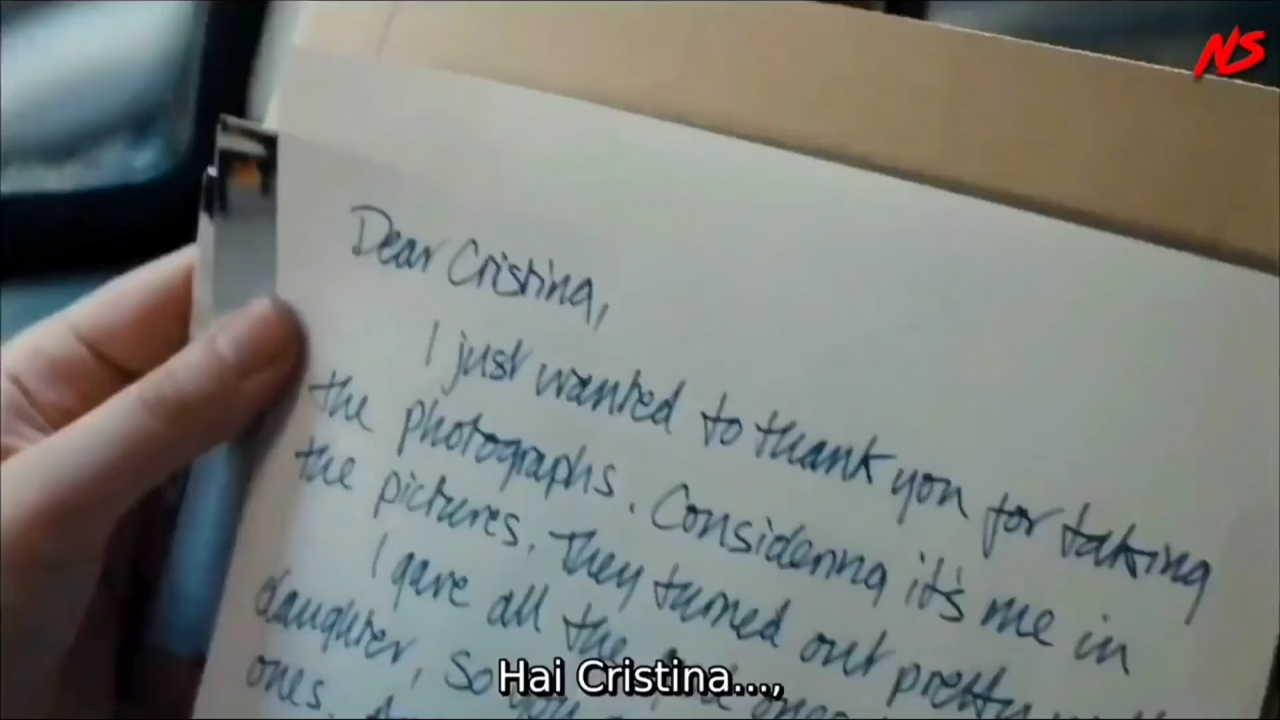 NS
Dear Cristina,
I just wanted to thank you for taking
the photographs. Considering it's me in
the pictures, they turned out pretty
I gave all the
daughter, So you
ones.
Hai Cristina...,